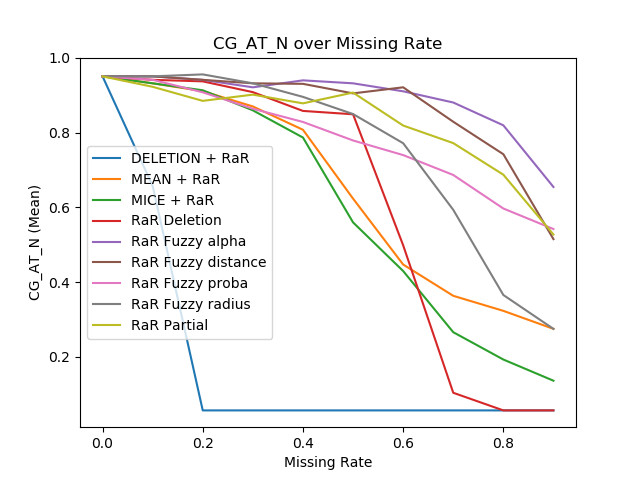 CG_AT_N over Missing Rate
1.0
0.8
0.6
0.4
0.2
CG_AT_N (Mean)
DELETION + RaR
MEAN + RaR
MICE + RaR
RaR Deletion
RaR Fuzzy alpha
RaR Fuzzy distance
RaR Fuzzy proba
RaR Fuzzy radius
RaR Partial
0.0 0.2 0.4 0.6 0.8
Missing Rate